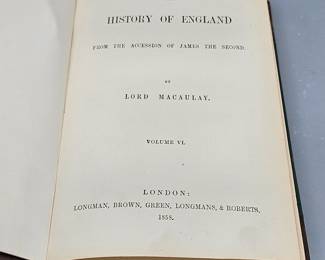 HISTORY OF ENGLAND
FROM THE ACCESSION OF JAMES THE SECOND.
BY
LORD MACAULAY.
VOLUME VI.
LONDON:
LONGMAN, BROWN, GREEN, LONGMANS, & ROBERTS,
1858.